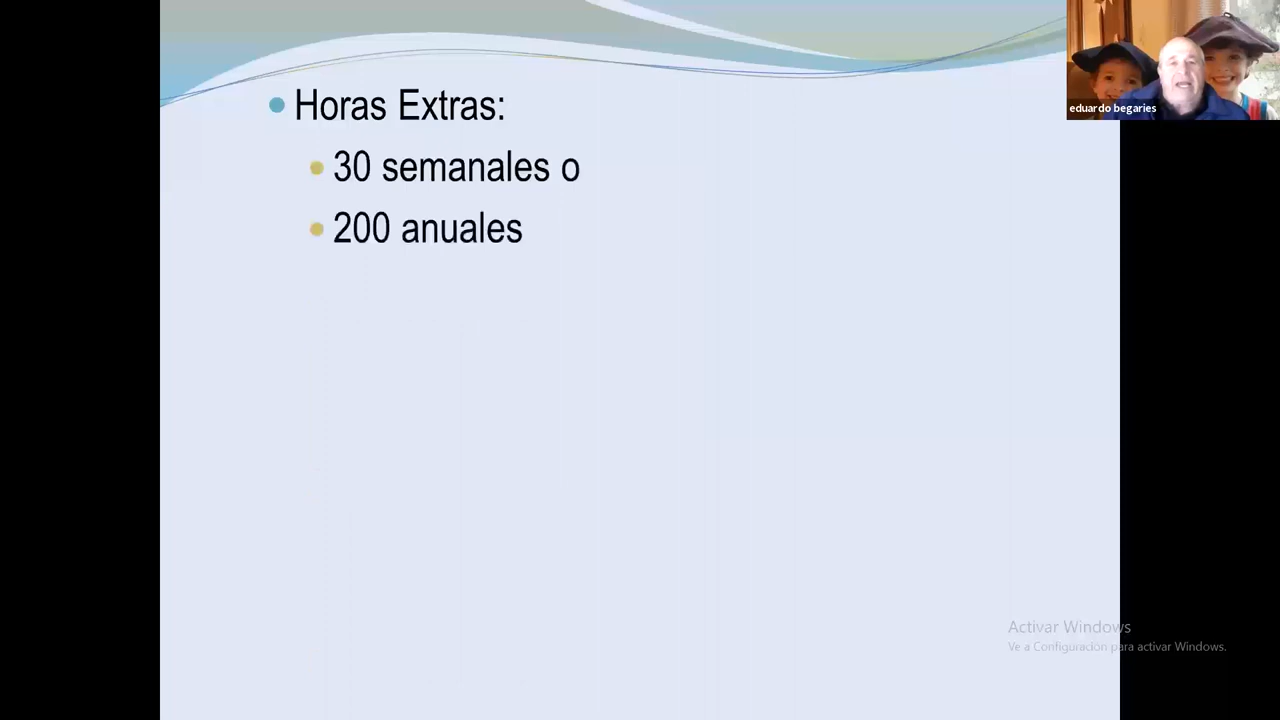 Horas Extras:
30 semanales o
200 anuales
eduardo begaries
Activar Windows
Ve a Configuración para activar Windows.